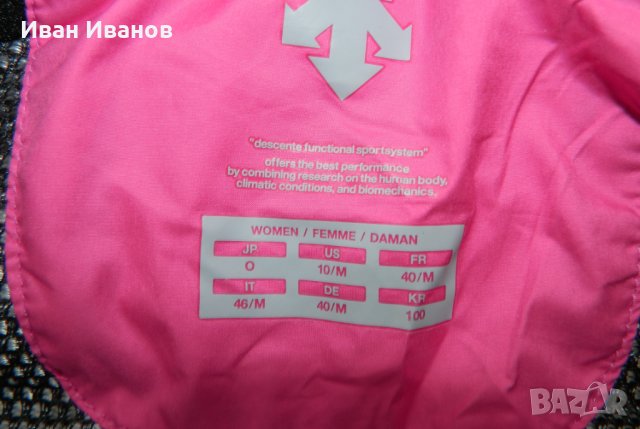 Иван Иванов
"descente functional sportsystem"
offers the best performance
by combining research on the human body,
climatic conditions, and biomechanics.
WOMEN / FEMME / DAMAN
JP US FR
O 10/M 40/M
IT DE KR
46/M 40/M 100
BAZAR